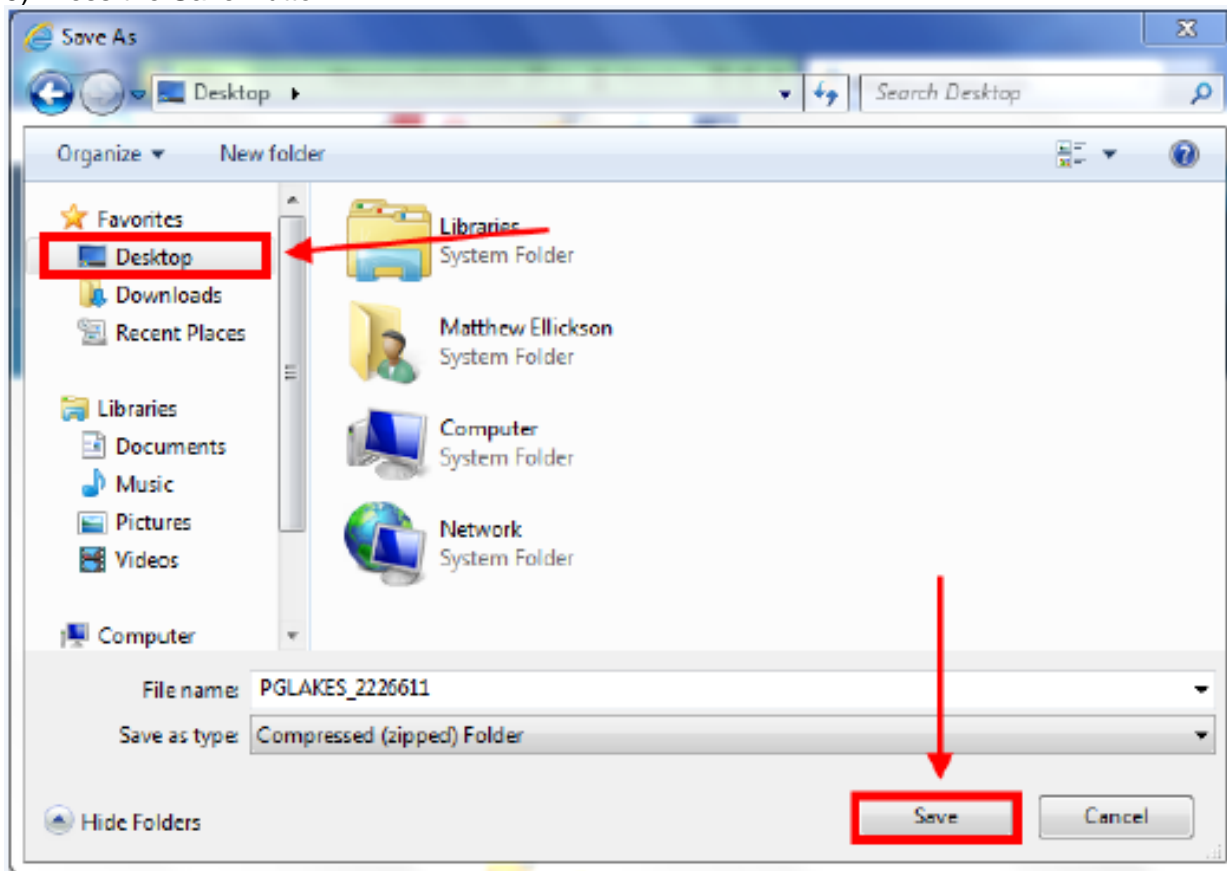 Save As
Desktop
Search Desktop
Organize New folder
Favorites
Desktop
Downloads
Recent Places
Libraries
Documents
Music
Pictures
Videos
Computer
Libraries
System Folder
Matthew Ellickson
System Folder
Computer
System Folder
Network
System Folder
File name: PGLAKES_2226611
Save as type: Compressed (zipped) Folder
Hide Folders
Save
Cancel